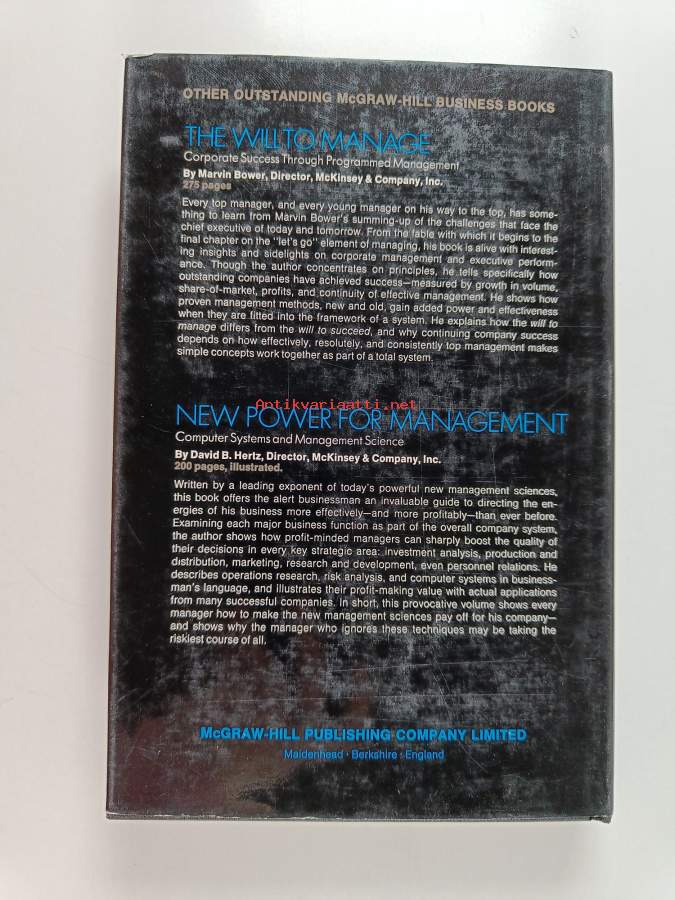 OTHER OUTSTANDING McGRAW-HILL BUSINESS BOOKS
THE WILL TO MANAGE
Corporate Success Through Programmed Management
By Marvin Bower, Director, McKinsey & Company, Inc.
275 pages
Every top manager, and every young manager on his way to the top, has some-
thing to learn from Marvin Bower's summing-up of the challenges that face the
chief executive of today and tomorrow. From the fable with which it begins to the
final chapter on the "let's go" element of managing, his book is alive with interest-
ing insights and sidelights on corporate management and executive perform-
ance. Though the author concentrates on principles, he tells specifically how
outstanding companies have achieved success—measured by growth in volume,
share-of-market, profits, and continuity of effective management. He shows how
proven management methods, new and old, gain added power and effectiveness
when they are fitted into the framework of a system. He explains how the will to
manage differs from the will to succeed, and why continuing company success
depends on how effectively, resolutely, and consistently top management makes
simple concepts work together as part of a total system.
Antikvariaatti.net
NEW POWER FOR MANAGEMENT
Computer Systems and Management Science
By David B. Hertz, Director, McKinsey & Company, Inc.
200 pages, illustrated.
Written by a leading exponent of today's powerful new management sciences,
this book offers the alert businessman an invaluable guide to directing the en-
ergies of his business more effectively—and more profitably—than ever before.
Examining each major business function as part of the overall company system,
the author shows how profit-minded managers can sharply boost the quality of
their decisions in every key strategic area: investment analysis, production and
distribution, marketing, research and development, even personnel relations. He
describes operations research, risk analysis, and computer systems in business-
man's language, and illustrates their profit-making value with actual applications
from many successful companies. In short, this provocative volume shows every
manager how to make the new management sciences pay off for his company—
and shows why the manager who ignores these techniques may be taking the
riskiest course of all.
McGRAW-HILL PUBLISHING COMPANY LIMITED
Maidenhead · Berkshire · England